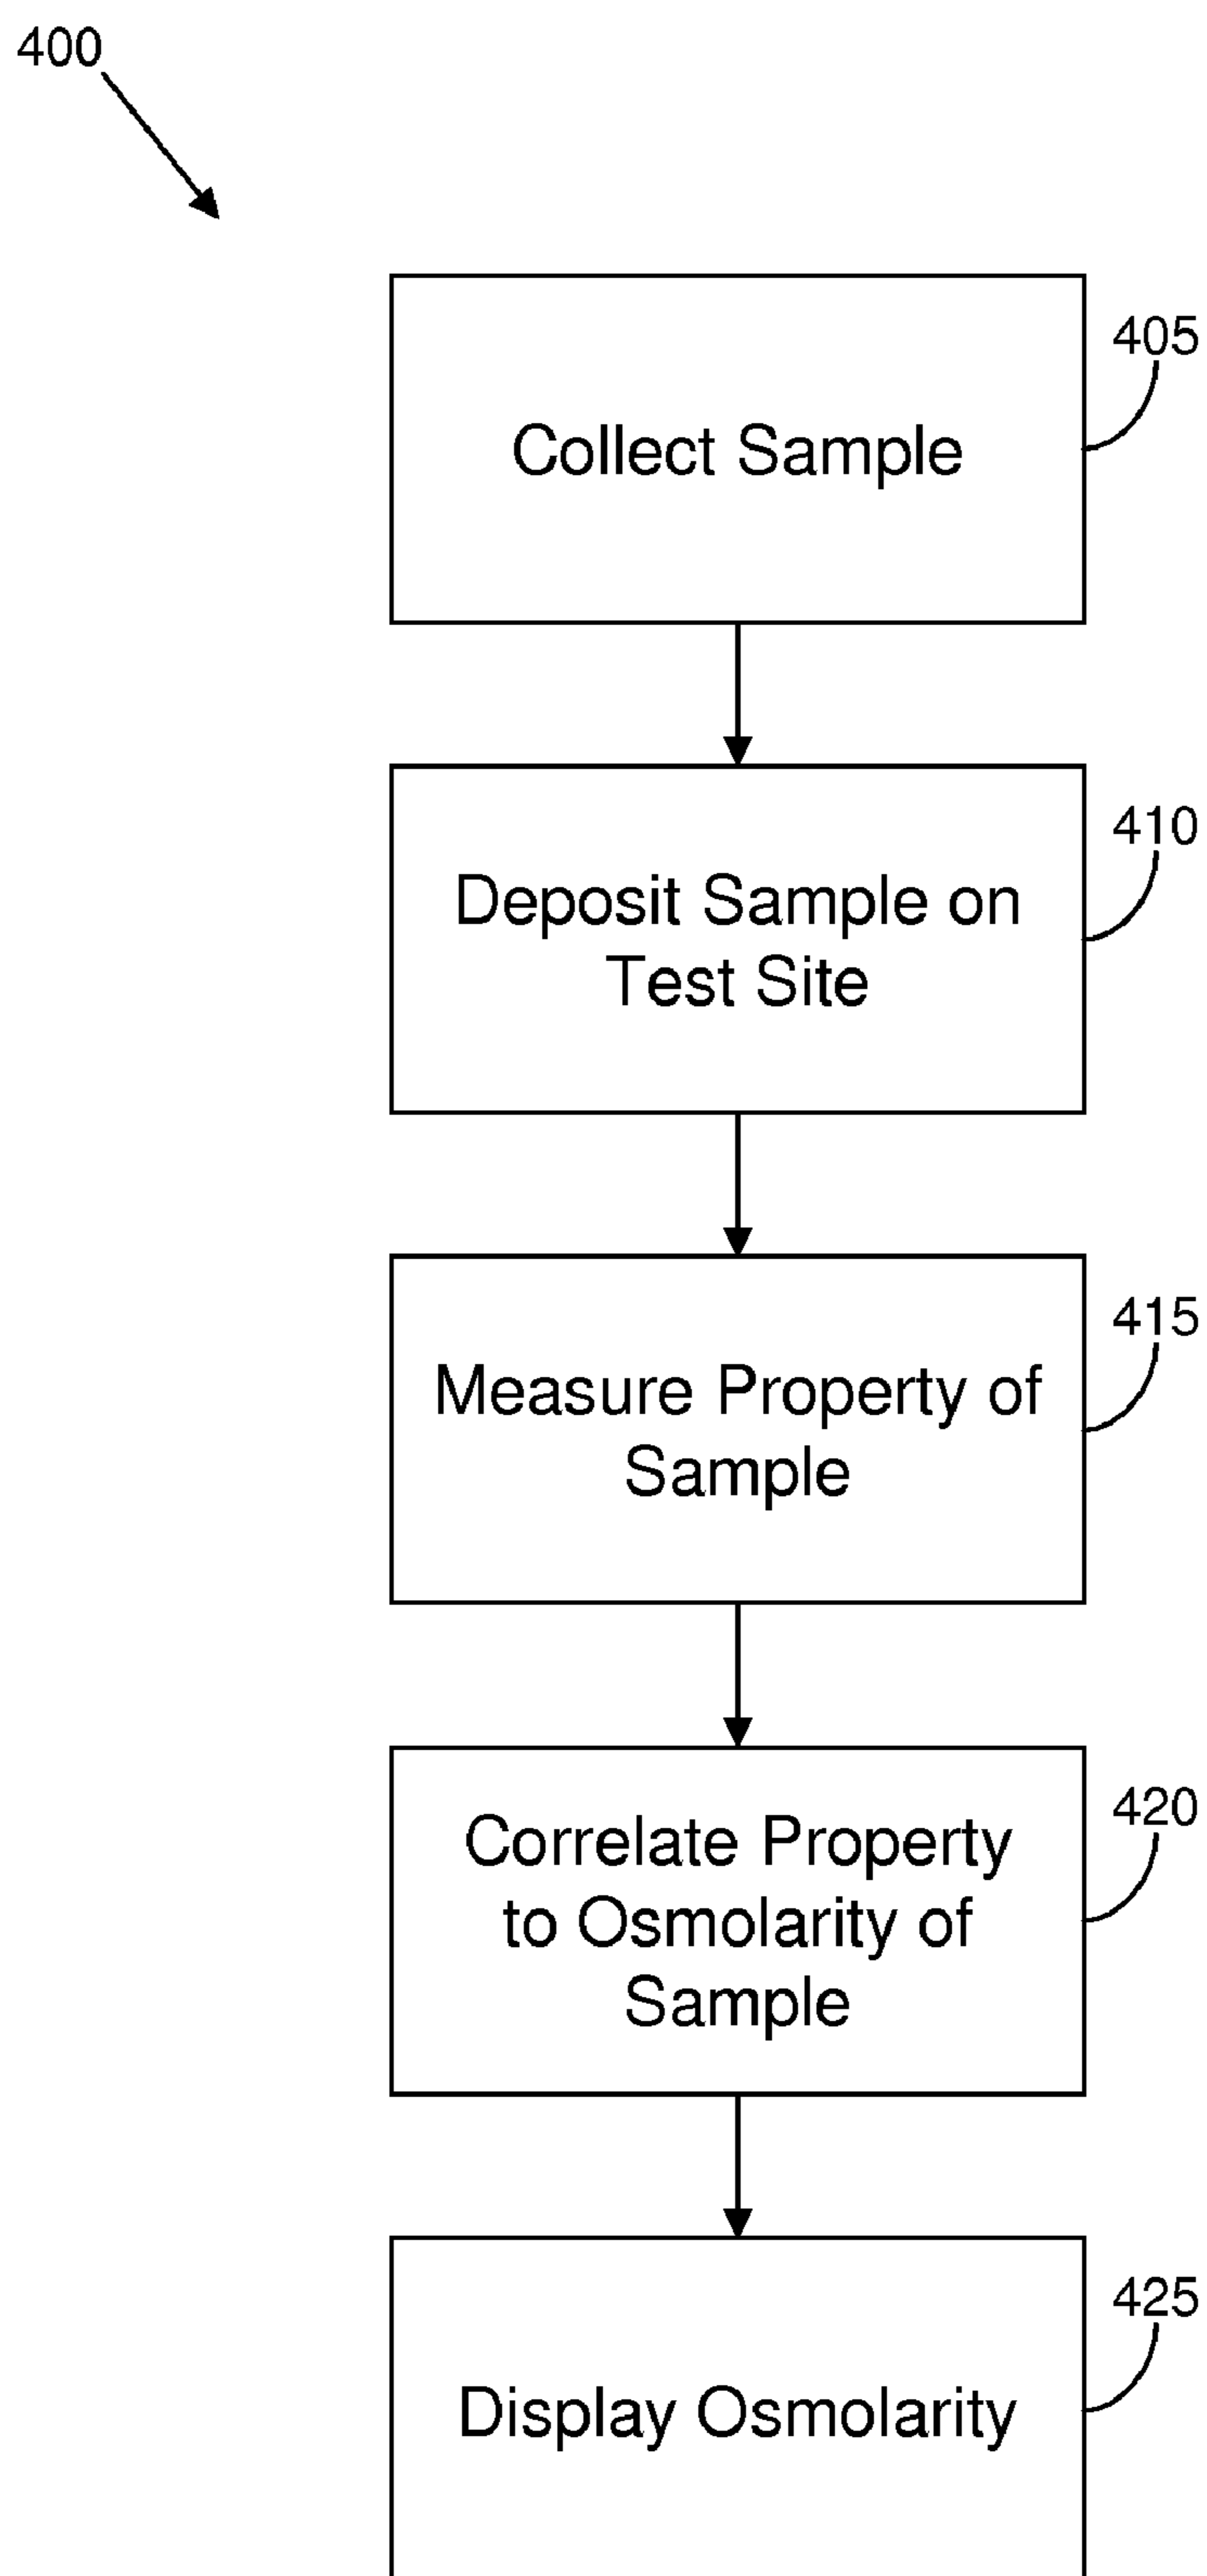 400
405
Collect Sample
410
Deposit Sample on
Test Site
415
Measure Property of
Sample
420
Correlate Property
to Osmolarity of
Sample
425
Display Osmolarity